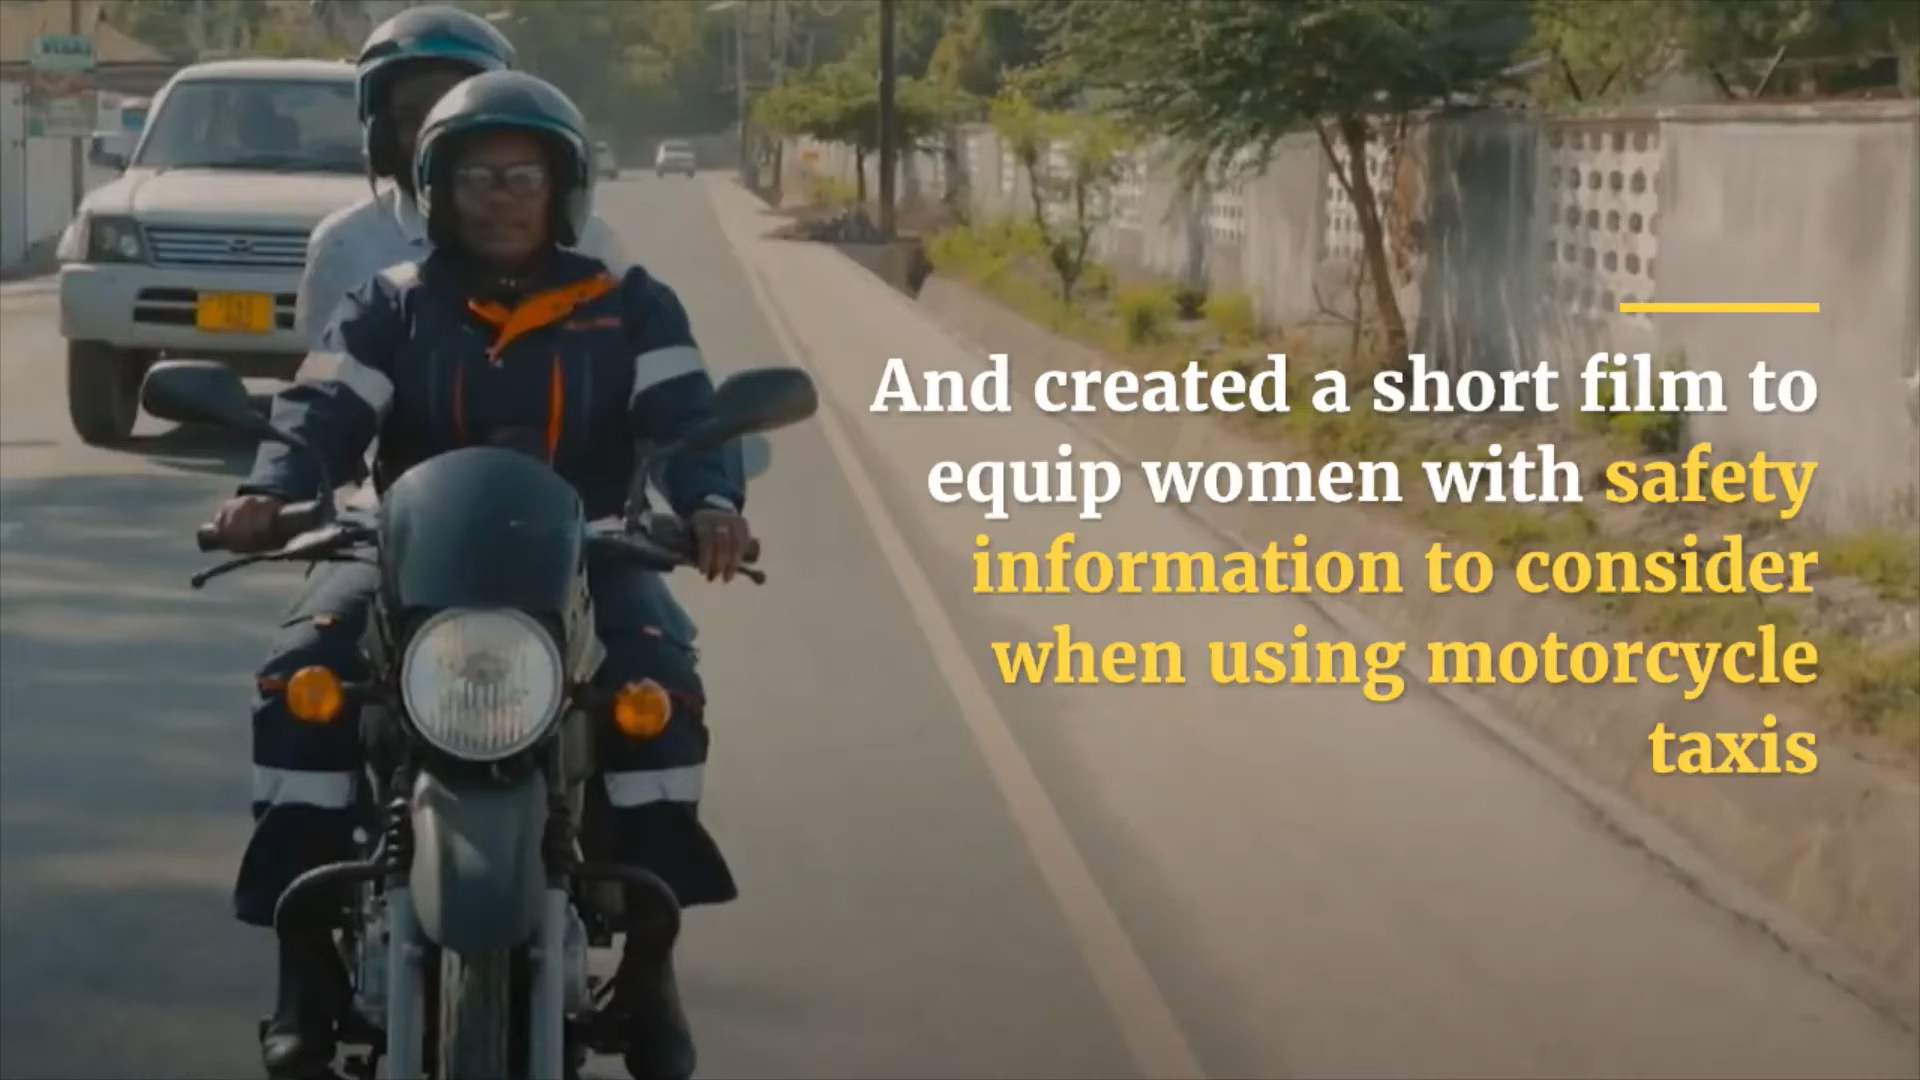 And created a short film to
equip women with safety
information to consider
when using motorcycle
taxis